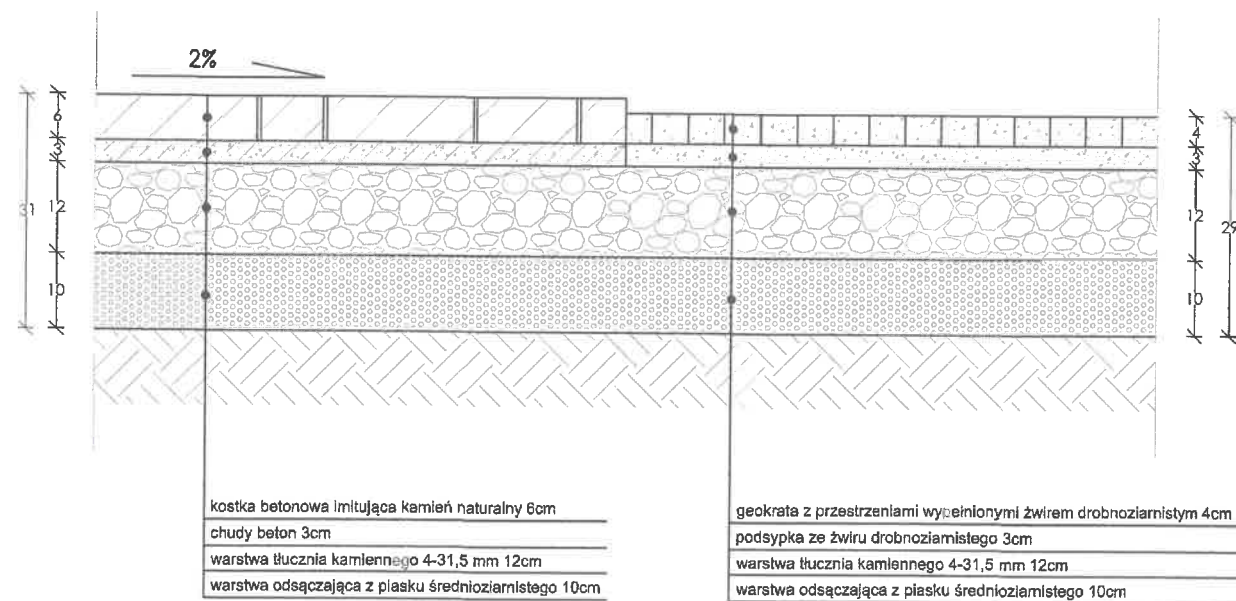 2%
6
3
12
10
31
4
3
12
10
29
kostka betonowa imitująca kamień naturalny 6cm
chudy beton 3cm
warstwa tłucznia kamiennego 4-31,5 mm 12cm
warstwa odsączająca z piasku średnioziarnistego 10cm
geokrata z przestrzeniami wypełnionymi żwirem drobnoziarnistym 4cm
podsypka ze żwiru drobnoziarnistego 3cm
warstwa tłucznia kamiennego 4-31,5 mm 12cm
warstwa odsączająca z piasku średnioziarnistego 10cm